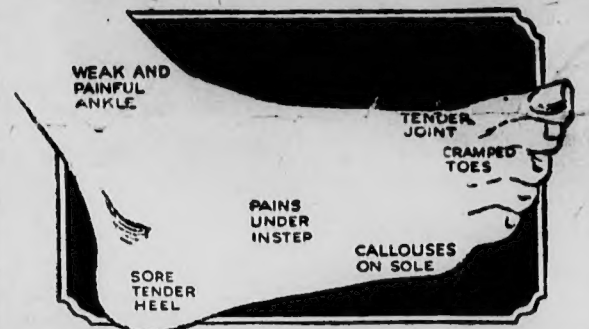 WEAK AND
PAINFUL
ANKLE
TENDER
JOINT
CRAMPED
TOES
PAINS
UNDER
INSTEP
CALLOUSES
ON SOLE
SORE
TENDER
HEEL